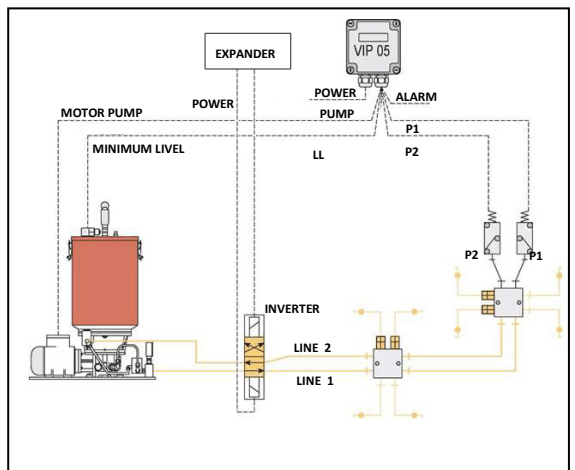 EXPANDER
VIP 05
POWER
POWER
ALARM
MOTOR PUMP
PUMP
P1
MINIMUM LIVEL
LL
P2
P2
P1
INVERTER
LINE 2
LINE 1